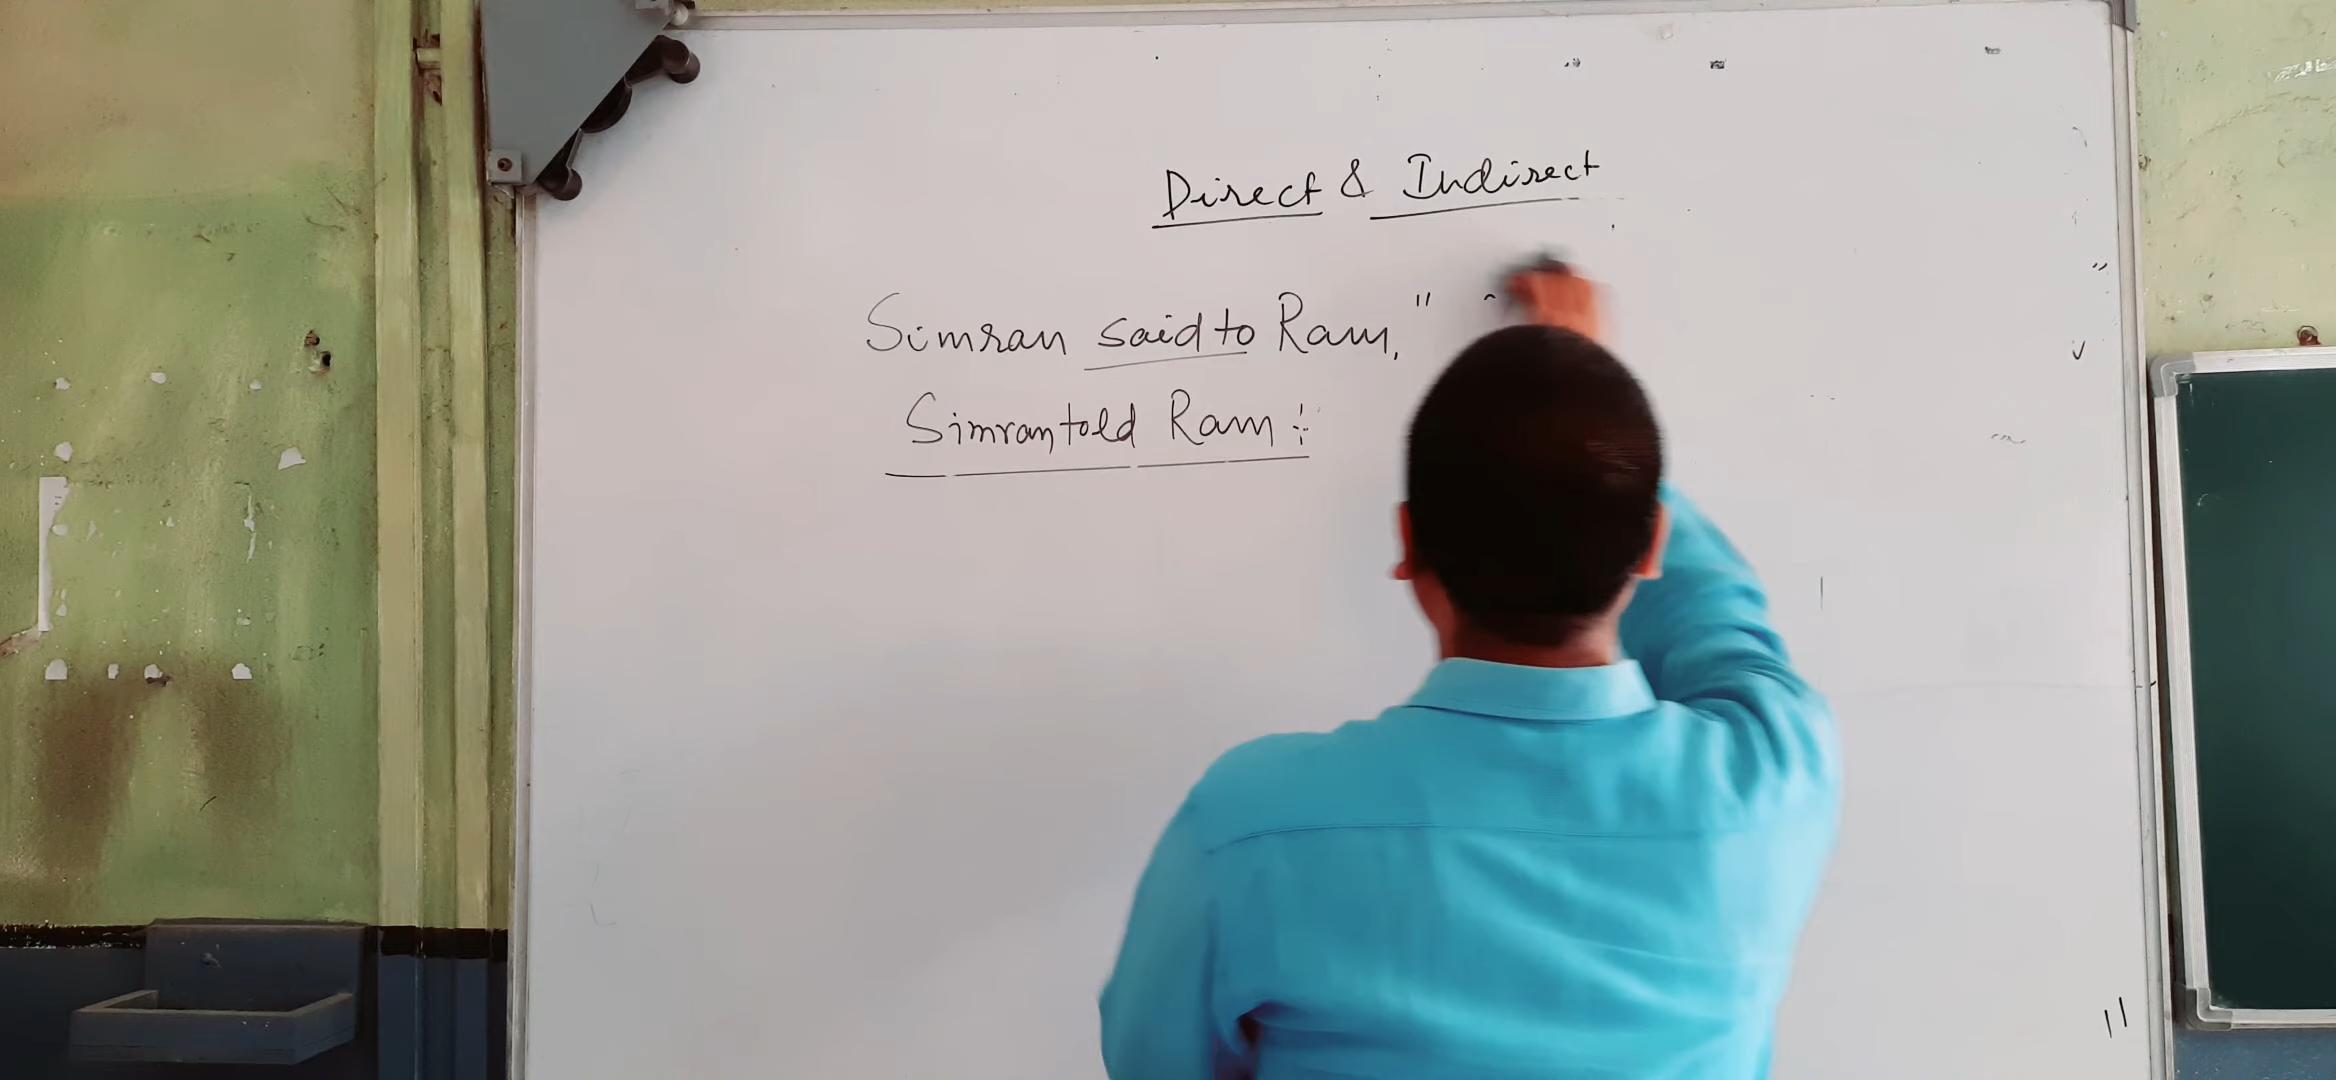 Direct & Indirect
Simran said to Ram, "
Simran told Ram